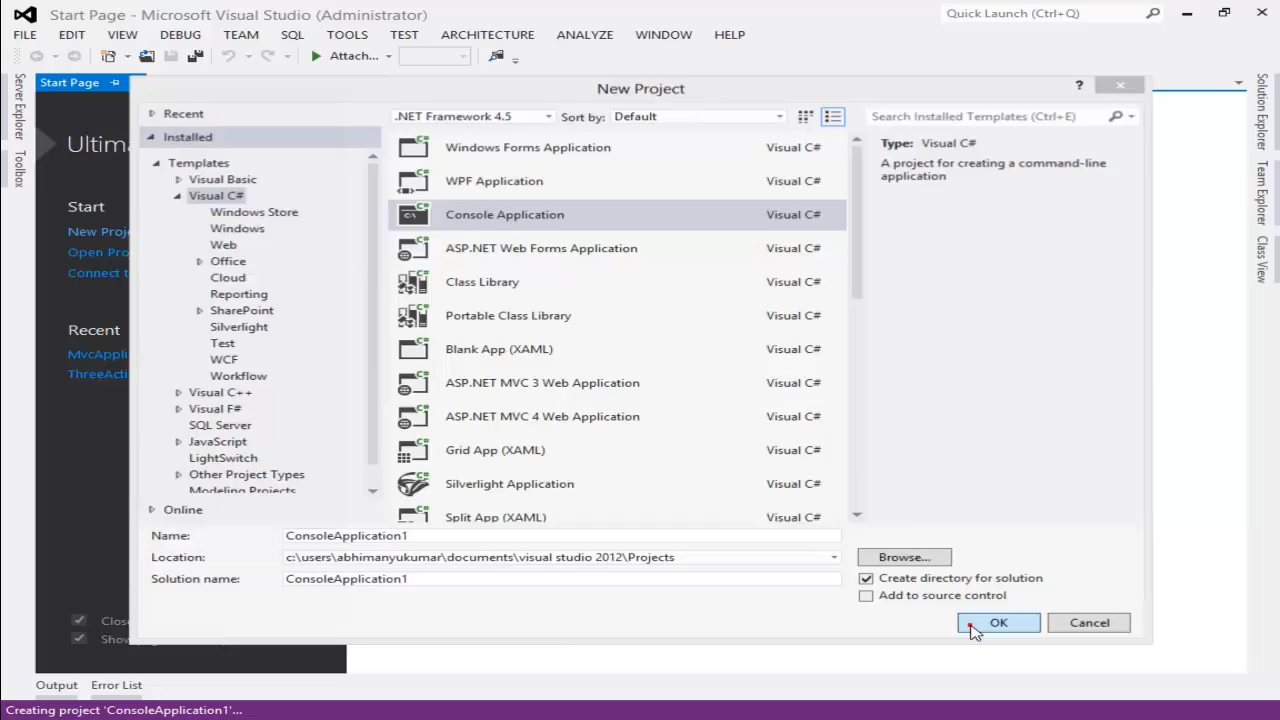 Start Page - Microsoft Visual Studio (Administrator)
Quick Launch (Ctrl+Q)
FILE EDIT VIEW DEBUG TEAM SQL TOOLS TEST ARCHITECTURE ANALYZE WINDOW HELP
Attach...
Server Explorer
Toolbox
Start Page
Ultima
Start
New Proj
Open Pro
Connect t
Recent
MvcAppli
ThreeActi
Close
Show
New Project
?
Recent
Installed
Templates
Visual Basic
Visual C#
Windows Store
Windows
Web
Office
Cloud
Reporting
SharePoint
Silverlight
Test
WCF
Workflow
Visual C++
Visual F#
SQL Server
JavaScript
LightSwitch
Other Project Types
Modeling Projects
Online
.NET Framework 4.5 Sort by: Default
Windows Forms Application Visual C#
WPF Application Visual C#
Console Application Visual C#
ASP.NET Web Forms Application Visual C#
Class Library Visual C#
Portable Class Library Visual C#
Blank App (XAML) Visual C#
ASP.NET MVC 3 Web Application Visual C#
ASP.NET MVC 4 Web Application Visual C#
Grid App (XAML) Visual C#
Silverlight Application Visual C#
Split App (XAML) Visual C#
Search Installed Templates (Ctrl+E)
Type: Visual C#
A project for creating a command-line
application
Name: ConsoleApplication1
Location: c:\users\abhimanyukumar\documents\visual studio 2012\Projects
Solution name: ConsoleApplication1
Browse...
Create directory for solution
Add to source control
OK Cancel
Solution Explorer
Team Explorer
Class View
Output Error List
Creating project 'ConsoleApplication1'...